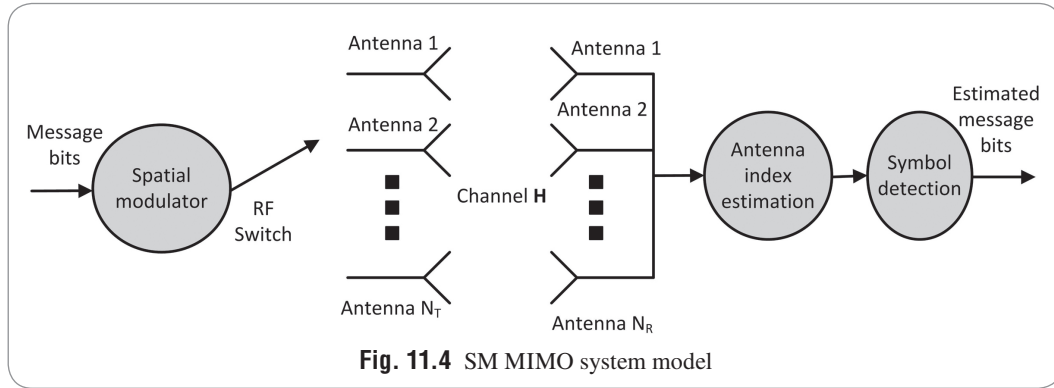 Message
bits
Spatial
modulator
RF
Switch
Antenna 1
Antenna 2
Antenna N_T
Channel H
Antenna 1
Antenna 2
Antenna N_R
Antenna
index
estimation
Symbol
detection
Estimated
message
bits
Fig. 11.4 SM MIMO system model